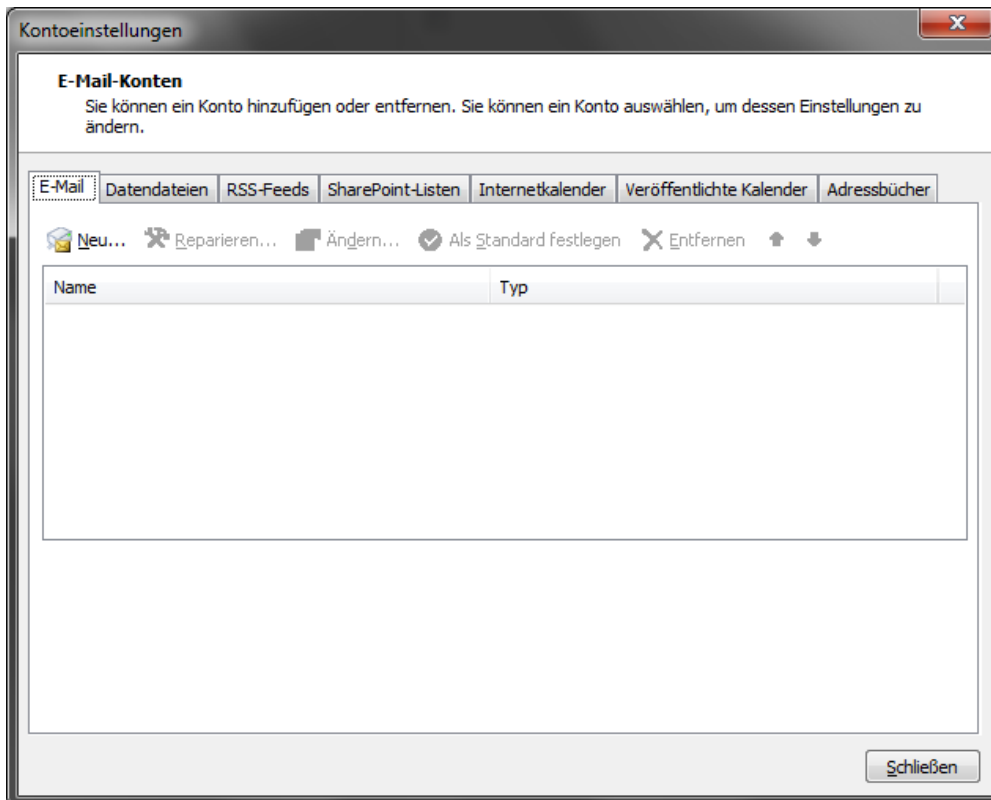 Kontoeinstellungen
E-Mail-Konten
Sie können ein Konto hinzufügen oder entfernen. Sie können ein Konto auswählen, um dessen Einstellungen zu
ändern.
E-Mail Datendateien RSS-Feeds SharePoint-Listen Internetkalender Veröffentlichte Kalender Adressbücher
Neu... Reparieren... Ändern... Als Standard festlegen Entfernen
Name Typ
Schließen